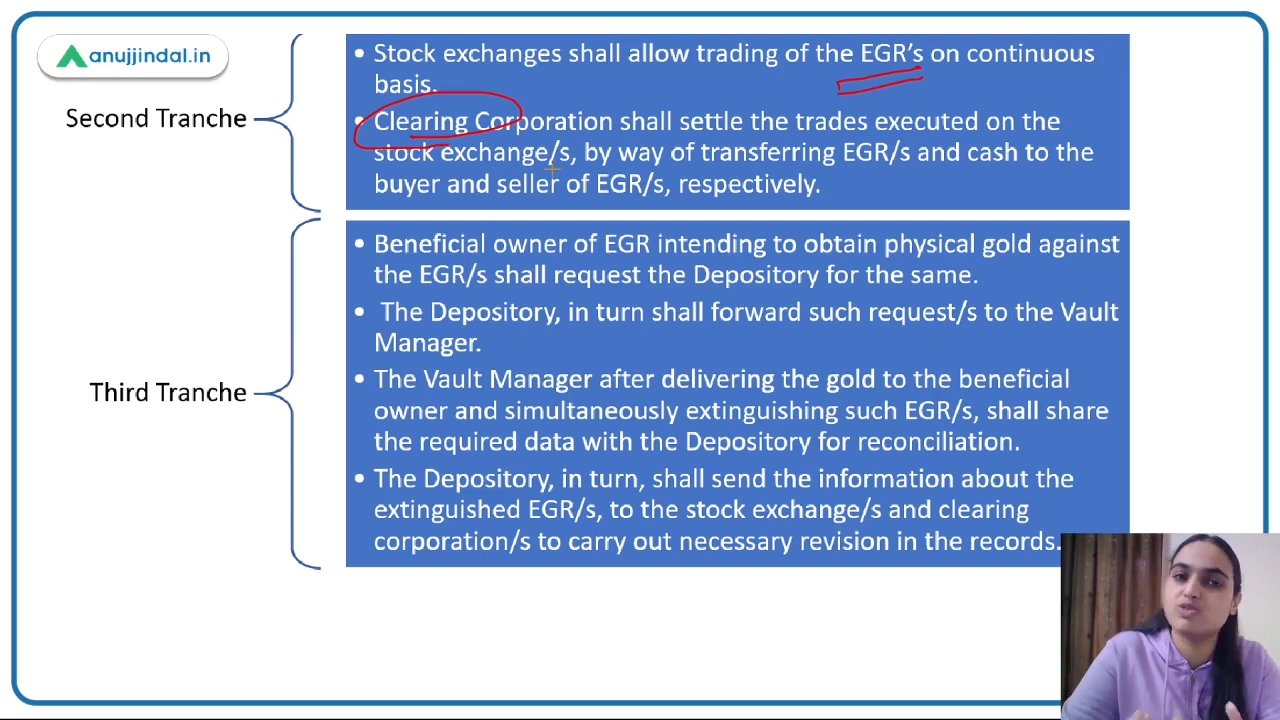 anujjindal.in
Second Tranche
• Stock exchanges shall allow trading of the EGR's on continuous
basis.
• Clearing Corporation shall settle the trades executed on the
stock exchange/s, by way of transferring EGR/s and cash to the
buyer and seller of EGR/s, respectively.
Third Tranche
• Beneficial owner of EGR intending to obtain physical gold against
the EGR/s shall request the Depository for the same.
• The Depository, in turn shall forward such request/s to the Vault
Manager.
• The Vault Manager after delivering the gold to the beneficial
owner and simultaneously extinguishing such EGR/s, shall share
the required data with the Depository for reconciliation.
• The Depository, in turn, shall send the information about the
extinguished EGR/s, to the stock exchange/s and clearing
corporation/s to carry out necessary revision in the records.